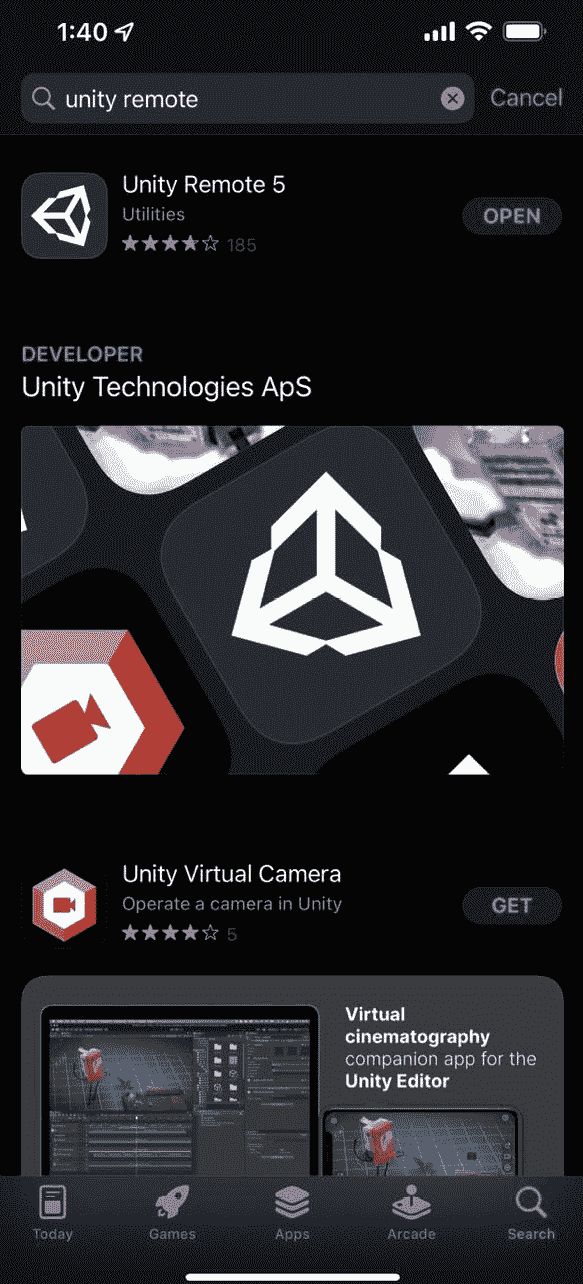 1:40
unity remote
Cancel
Unity Remote 5
Utilities
OPEN
185
DEVELOPER
Unity Technologies ApS
Unity Virtual Camera
Operate a camera in Unity
GET
5
Virtual
cinematography
companion app for the
Unity Editor
Today
Games
Apps
Arcade
Search